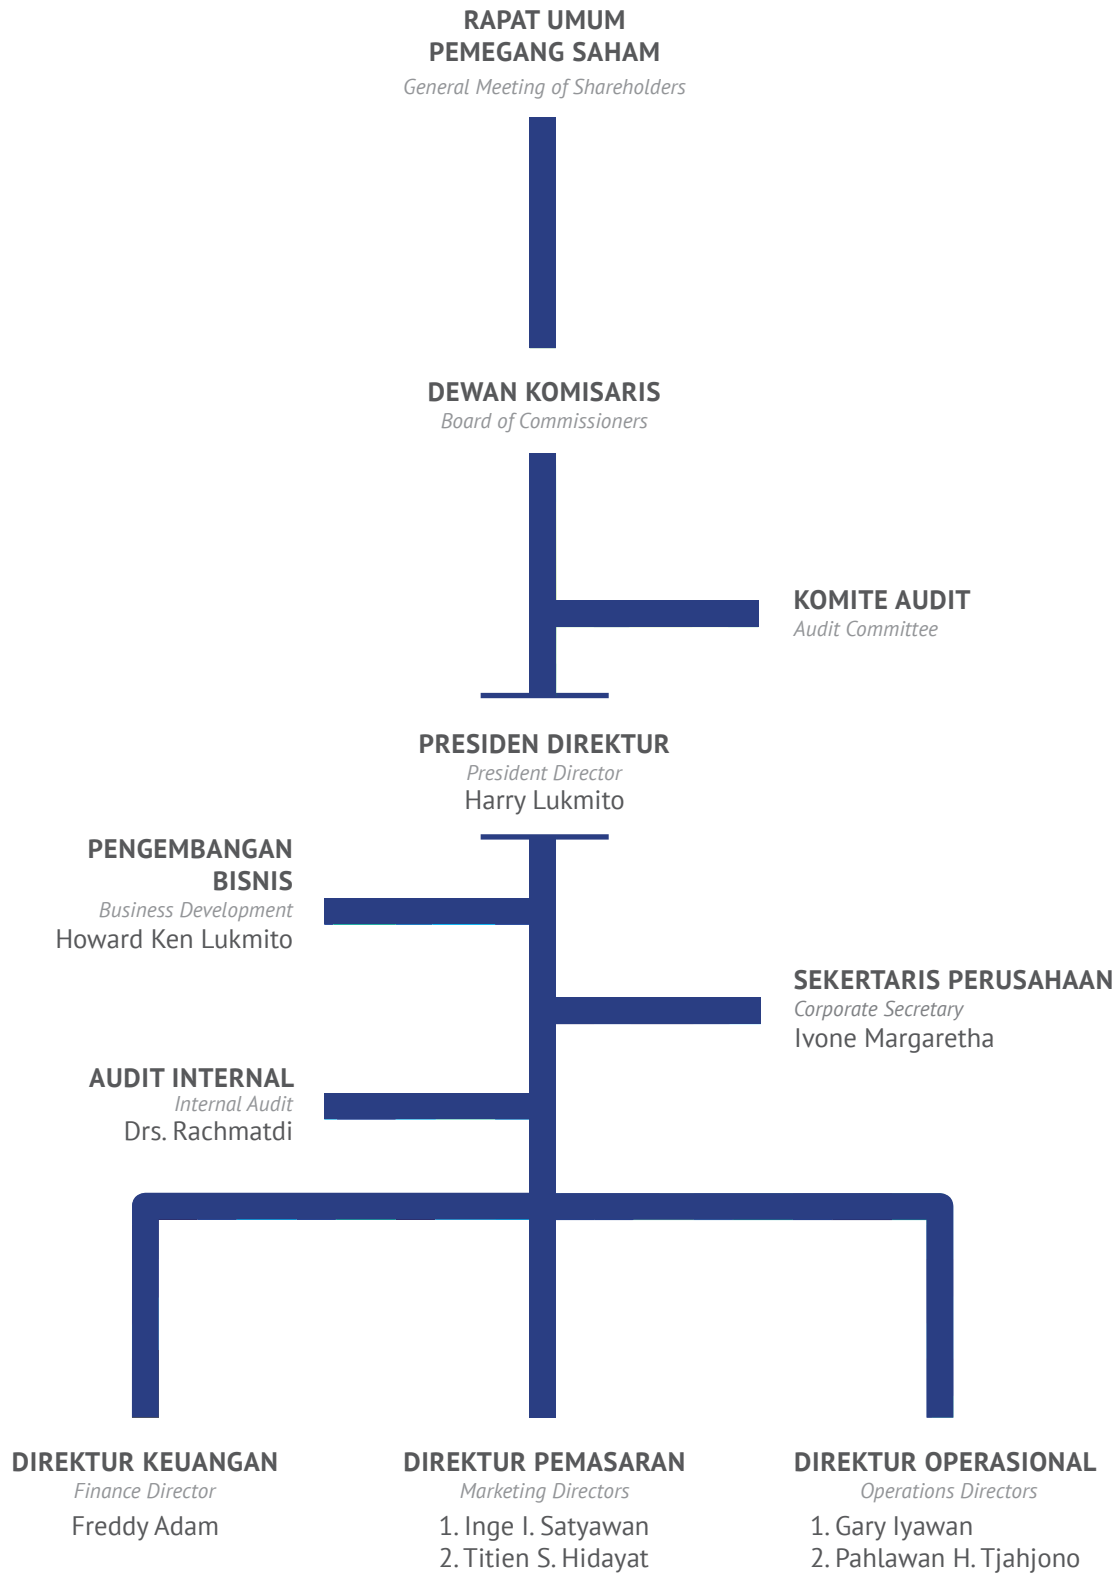 RAPAT UMUM
PEMEGANG SAHAM
General Meeting of Shareholders
DEWAN KOMISARIS
Board of Commissioners
KOMITE AUDIT
Audit Committee
PRESIDEN DIREKTUR
President Director
Harry Lukmito
PENGEMBANGAN
BISNIS
Business Development
Howard Ken Lukmito
SEKERTARIS PERUSAHAAN
Corporate Secretary
Ivone Margaretha
AUDIT INTERNAL
Internal Audit
Drs. Rachmatdi
DIREKTUR KEUANGAN
Finance Director
Freddy Adam
DIREKTUR PEMASARAN
Marketing Directors
1. Inge I. Satyawan
2. Titien S. Hidayat
DIREKTUR OPERASIONAL
Operations Directors
1. Gary Iyawan
2. Pahlawan H. Tjahjono